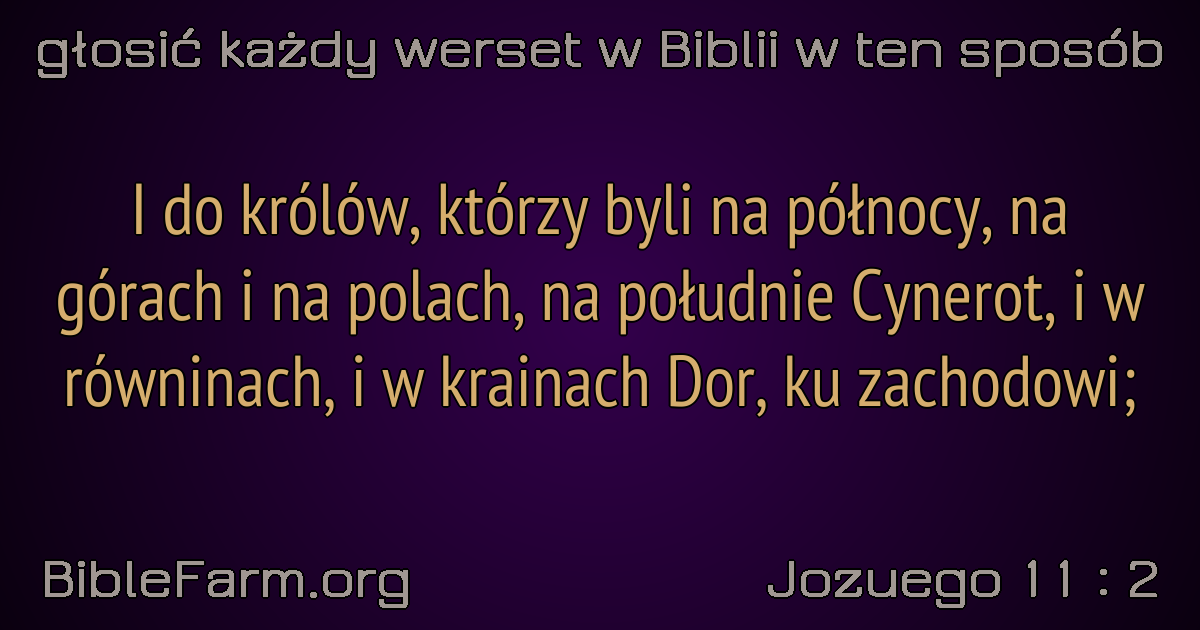 głosić każdy werset w Biblii w ten sposób
I do królów, którzy byli na północy, na
górach i na polach, na południe Cynerot, i w
równinach, i w krainach Dor, ku zachodowi;
BibleFarm.org
Jozuego 11 : 2